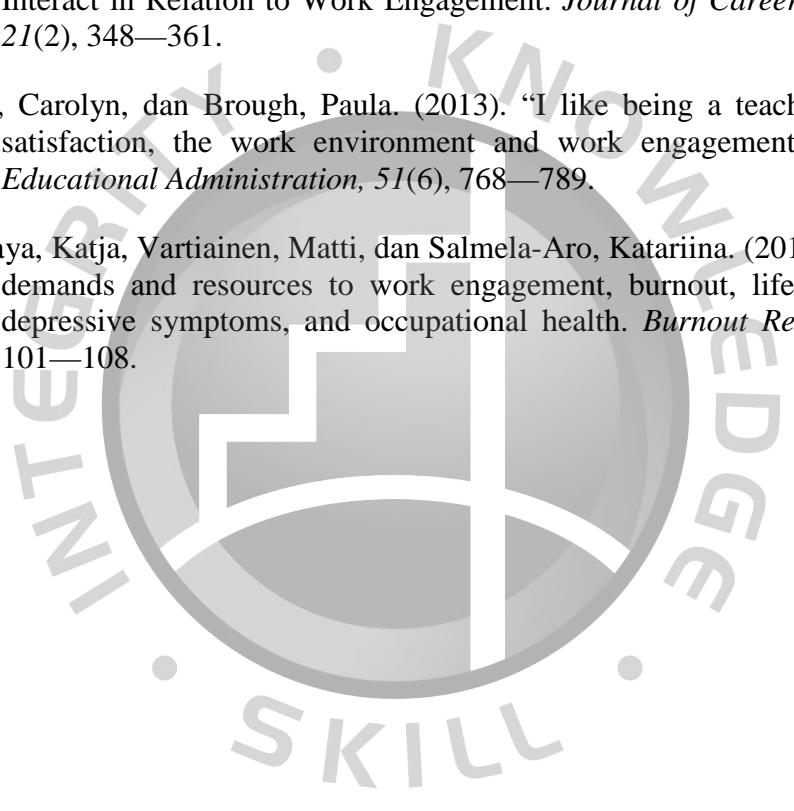 Interact in Relation to Work Engagement. Journal of Career
21(2), 348—361.
, Carolyn, dan Brough, Paula. (2013). “I like being a teach
satisfaction, the work environment and work engagement
Educational Administration, 51(6), 768—789.
aya, Katja, Vartiainen, Matti, dan Salmela-Aro, Katariina. (201
demands and resources to work engagement, burnout, life
depressive symptoms, and occupational health. Burnout Re
101—108.
INTEGRITY • KNOWLEDGE • SKILL •